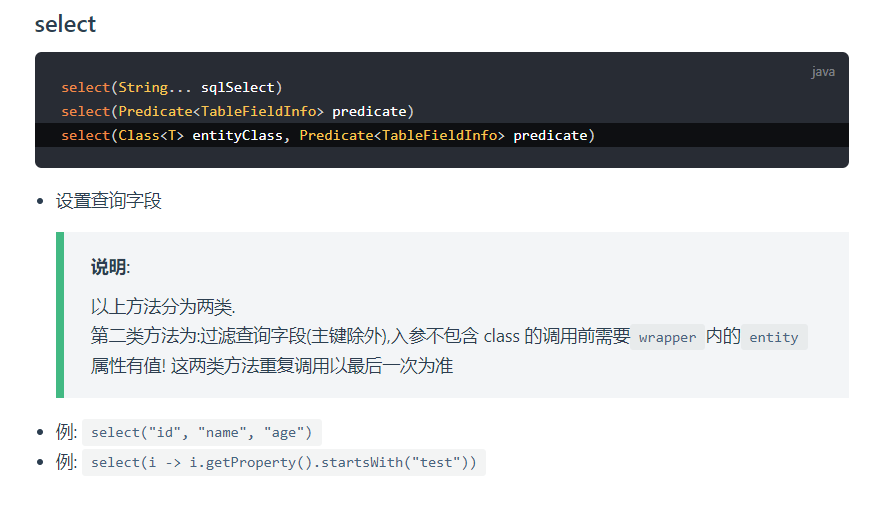 select
java
select(String... sqlSelect)
select(Predicate<TableFieldInfo> predicate)
select(Class<T> entityClass, Predicate<TableFieldInfo> predicate)
设置查询字段
说明:
以上方法分为两类.
第二类方法为:过滤查询字段(主键除外),入参不包含 class 的调用前需要 wrapper 内的 entity
属性有值! 这两类方法重复调用以最后一次为准
例: select("id", "name", "age")
例: select(i -> i.getProperty().startsWith("test"))